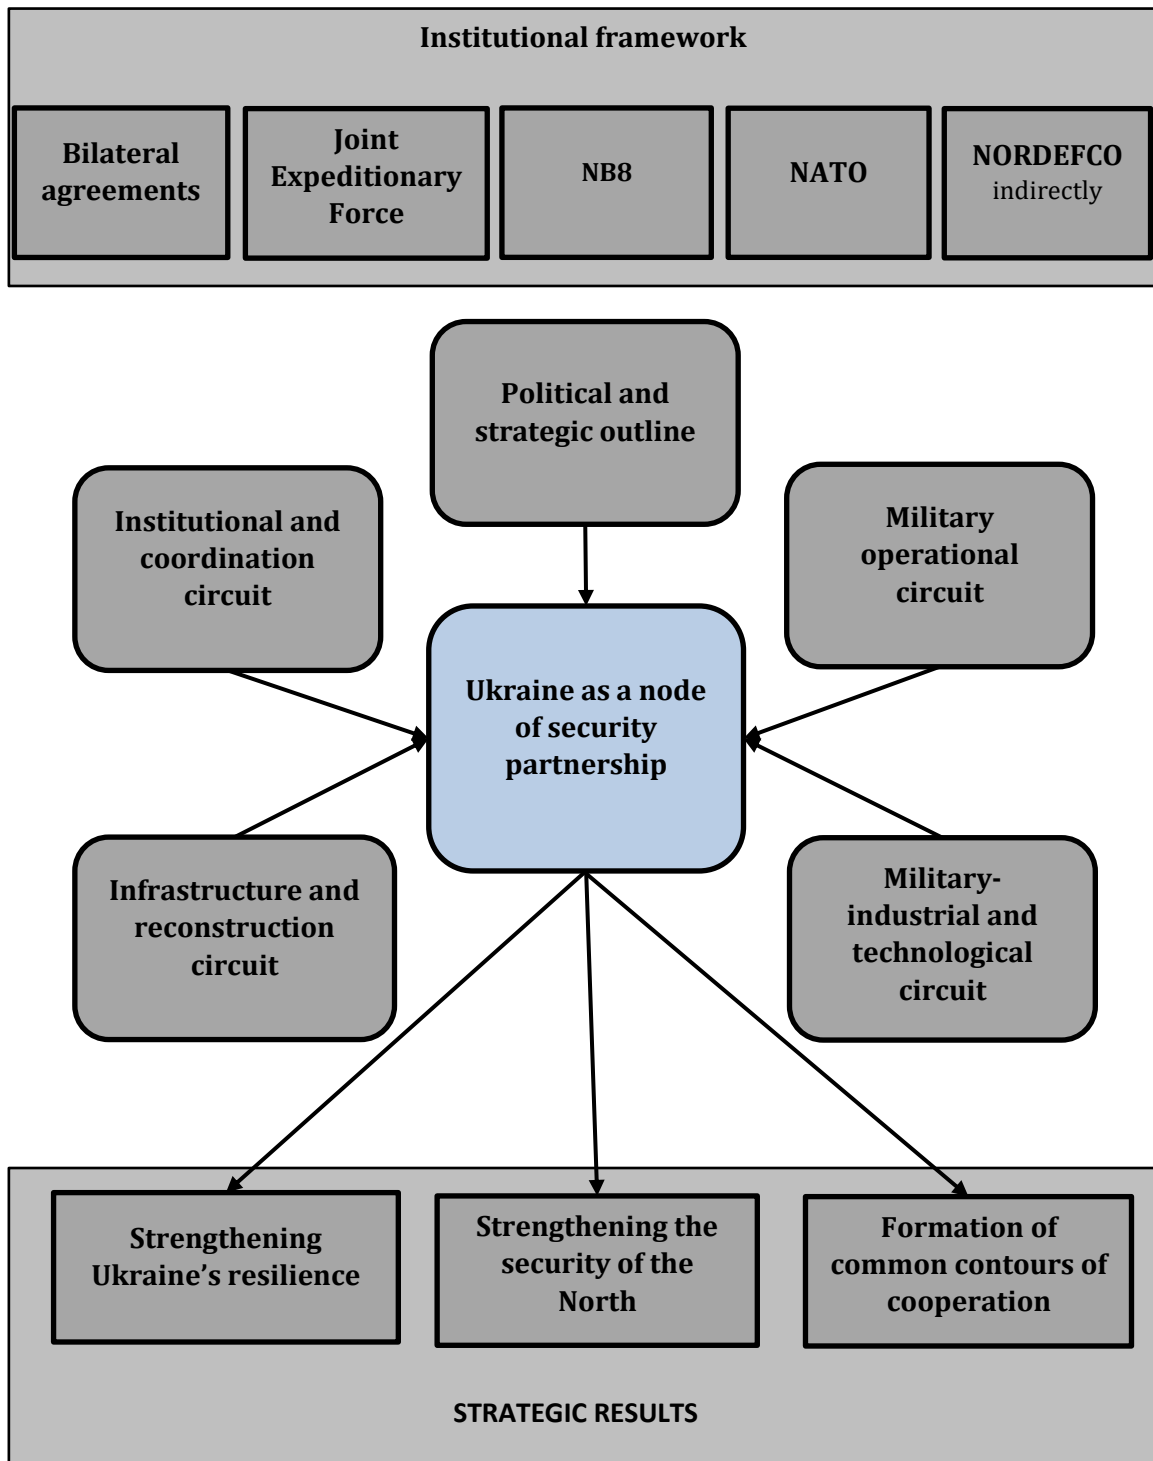 Institutional framework
Bilateral
agreements
Joint
Expeditionary
Force
NB8
NATO
NORDEFCO
indirectly
Political and
strategic outline
Institutional and
coordination
circuit
Military
operational
circuit
Ukraine as a node
of security
partnership
Infrastructure and
reconstruction
circuit
Military-
industrial and
technological
circuit
Strengthening
Ukraine’s resilience
Strengthening the
security of the
North
Formation of
common contours of
cooperation
STRATEGIC RESULTS